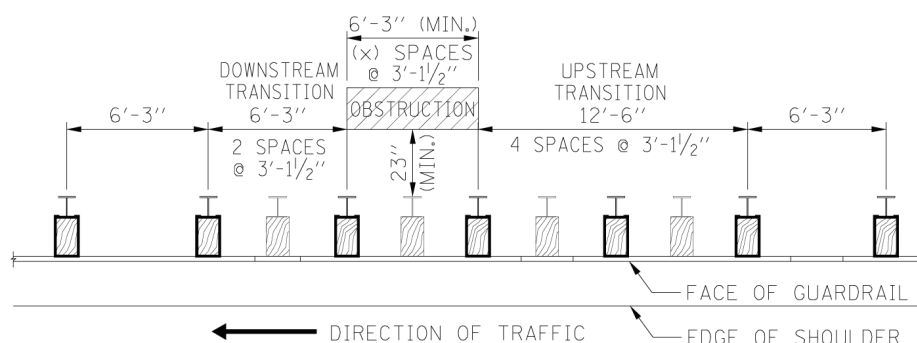 6'-3" (MIN.)
(x) SPACES
@ 3'-1½"
DOWNSTREAM
TRANSITION
UPSTREAM
TRANSITION
OBSTRUCTION
6'-3"
6'-3"
12'-6"
6'-3"
2 SPACES
@ 3'-1½"
23"
(MIN.)
4 SPACES @ 3'-1½"
FACE OF GUARDRAIL
DIRECTION OF TRAFFIC
EDGE OF SHOULDER